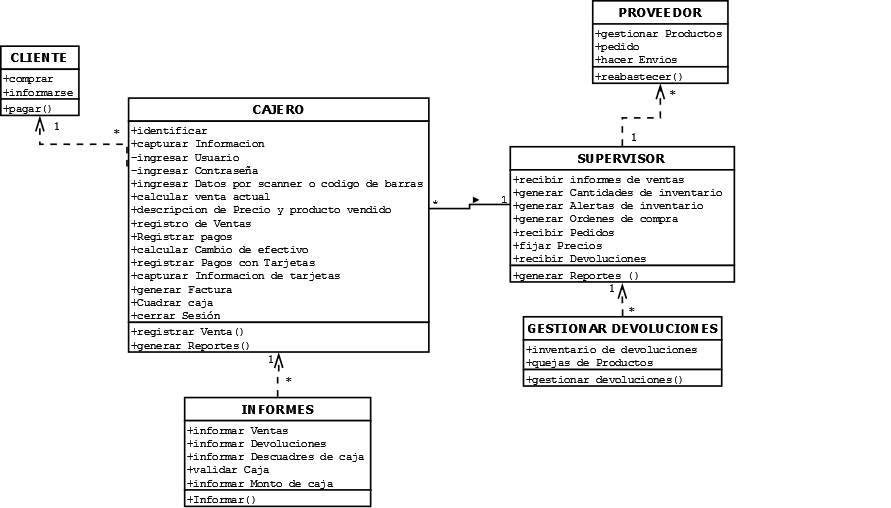 PROVEEDOR
+gestionar Productos
+pedido
+hacer Envios
+reabastecer()
CLIENTE
+comprar
+informarse
+pagar()
1
*
*
1
CAJERO
+identificar
+capturar Informacion
-ingresar Usuario
-ingresar Contraseña
+ingresar Datos por scanner o codigo de barras
+calcular venta actual
+descripcion de Precio y producto vendido
+registro de Ventas
+Registrar pagos
+calcular Cambio de efectivo
+registrar Pagos con Tarjetas
+capturar Informacion de tarjetas
+generar Factura
+Cuadrar caja
+cerrar Sesión
+registrar Venta()
+generar Reportes()
*
1
SUPERVISOR
+recibir informes de ventas
+generar Cantidades de inventario
+generar Alertas de inventario
+generar Ordenes de compra
+recibir Pedidos
+fijar Precios
+recibir Devoluciones
+generar Reportes ()
1
*
GESTIONAR DEVOLUCIONES
+inventario de devoluciones
+quejas de Productos
+gestionar devoluciones()
1
*
INFORMES
+informar Ventas
+informar Devoluciones
+informar Descuadres de caja
+validar Caja
+informar Monto de caja
+Informar()